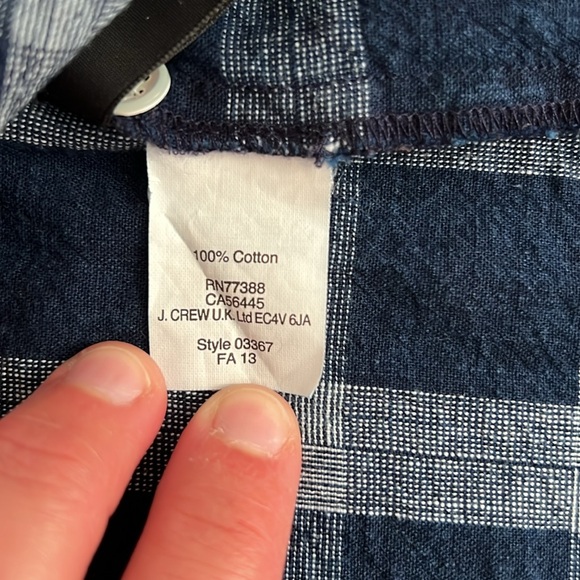 100% Cotton
RN77388
CA56445
J. CREW U.K. Ltd EC4V 6JA
Style 03367
FA 13